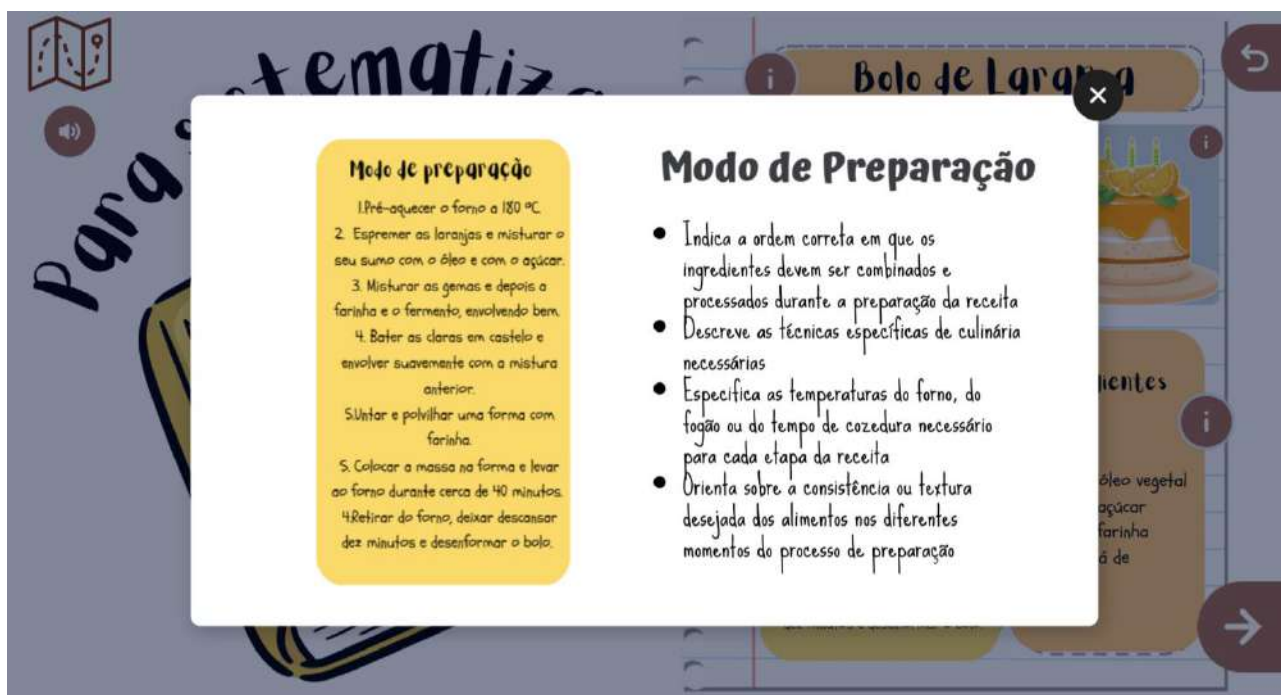 Para
stematiza
Bolo de Laran a
Modo de preparação
1.Pré-aquecer o forno a 180 ºC.
2. Espremer as laranjas e misturar o
seu sumo com o óleo e com o açúcar.
3. Misturar as gemas e depois a
farinha e o fermento, envolvendo bem.
4. Bater as claras em castelo e
envolver suavemente com a mistura
anterior.
5.Untar e polvilhar uma forma com
farinha.
5. Colocar a massa na forma e levar
ao forno durante cerca de 40 minutos.
4.Retirar do forno, deixar descansar
dez minutos e desenformar o bolo.
Modo de Preparação
Indica a ordem correta em que os
ingredientes devem ser combinados e
processados durante a preparação da receita
Descreve as técnicas específicas de culinária
necessárias
Especifica as temperaturas do forno, do
fogão ou do tempo de cozedura necessário
para cada etapa da receita
Orienta sobre a consistência ou textura
desejada dos alimentos nos diferentes
momentos do processo de preparação
dientes
óleo vegetal
açúcar
farinha
á de